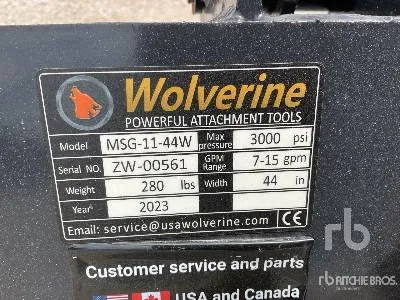 Wolverine
POWERFUL ATTACHMENT TOOLS
Model MSG-11-44W Max pressure 3000 psi
Serial NO. ZW-00561 GPM Range 7-15 gpm
Weight 280 lbs Width 44 in
Year 2023
Email: service@usawolverine.com CE
Customer service and parts
USA and Canada
rb
rb RITCHIE BROS.
Auctioneers